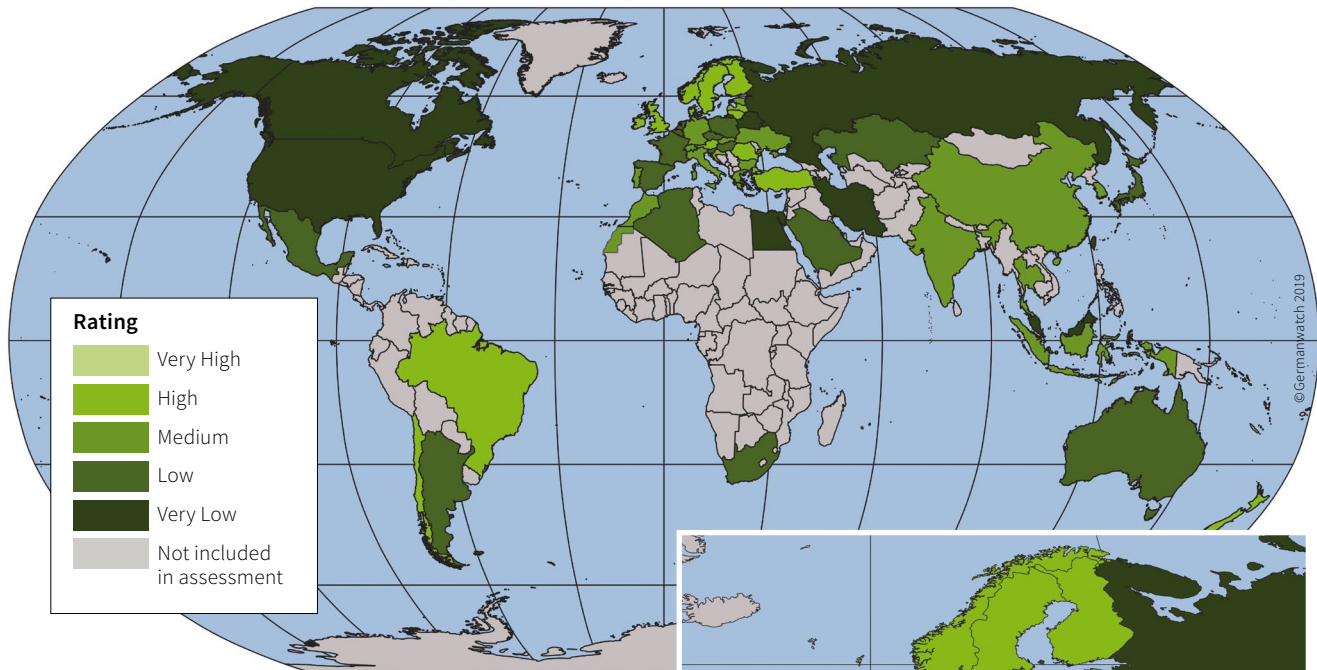 Rating
Very High
High
Medium
Low
Very Low
Not included
in assessment
©Germanwatch 2019